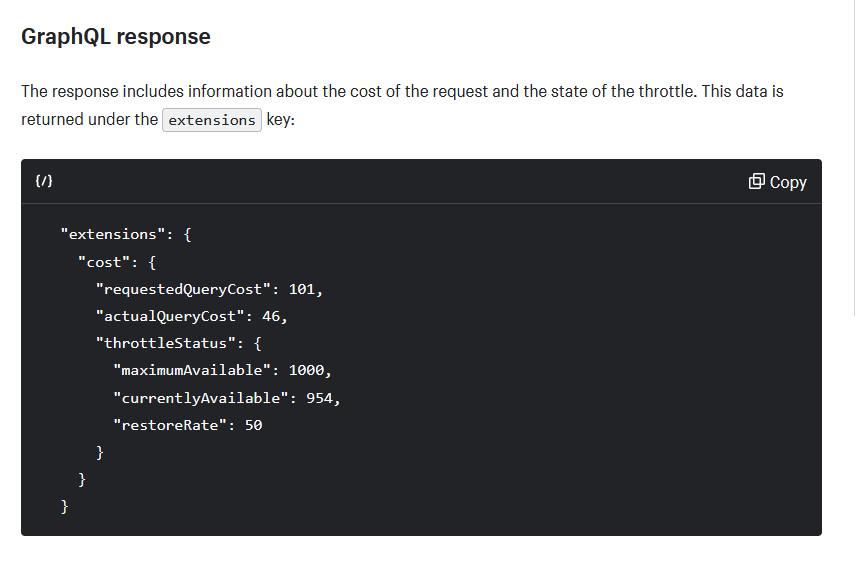 GraphQL response
The response includes information about the cost of the request and the state of the throttle. This data is
returned under the extensions key:
{/} Copy
"extensions": {
"cost": {
"requestedQueryCost": 101,
"actualQueryCost": 46,
"throttleStatus": {
"maximumAvailable": 1000,
"currentlyAvailable": 954,
"restoreRate": 50
}
}
}